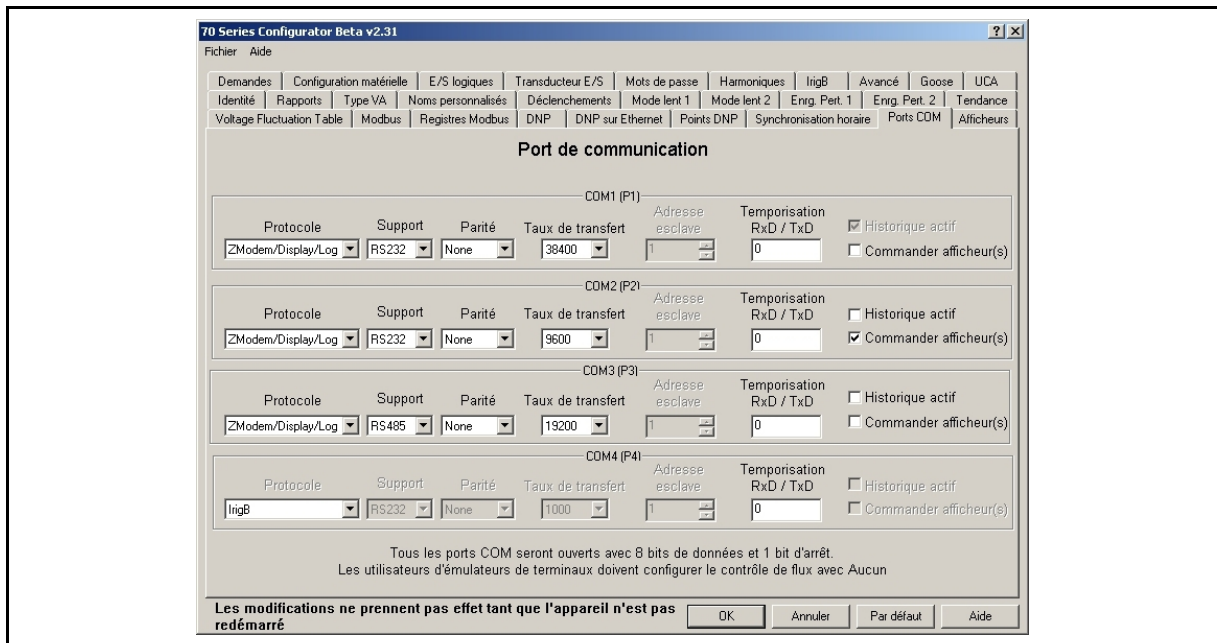 70 Series Configurator Beta v2.31
Fichier Aide
Demandes Configuration matérielle E/S logiques Transducteur E/S Mots de passe Harmoniques IrigB Avancé Goose UCA
Identité Rapports Type VA Noms personnalisés Déclenchements Mode lent 1 Mode lent 2 Enrg. Pert. 1 Enrg. Pert. 2 Tendance
Voltage Fluctuation Table Modbus Registres Modbus DNP DNP sur Ethernet Points DNP Synchronisation horaire Ports COM Afficheurs
Port de communication
COM1 (P1)
Protocole Support Parité Taux de transfert Adresse esclave Temporisation RxD / TxD Historique actif
ZModem/Display/Log RS232 None 38400 1 0 Commander afficheur(s)
COM2 (P2)
Protocole Support Parité Taux de transfert Adresse esclave Temporisation RxD / TxD Historique actif
ZModem/Display/Log RS232 None 9600 1 0 Commander afficheur(s)
COM3 (P3)
Protocole Support Parité Taux de transfert Adresse esclave Temporisation RxD / TxD Historique actif
ZModem/Display/Log RS485 None 19200 1 0 Commander afficheur(s)
COM4 (P4)
Protocole Support Parité Taux de transfert Adresse esclave Temporisation RxD / TxD Historique actif
IrigB RS232 None 1000 1 0 Commander afficheur(s)
Tous les ports COM seront ouverts avec 8 bits de données et 1 bit d'arrêt.
Les utilisateurs d'émulateurs de terminaux doivent configurer le contrôle de flux avec Aucun
Les modifications ne prennent pas effet tant que l'appareil n'est pas
redémarré
OK Annuler Par défaut Aide